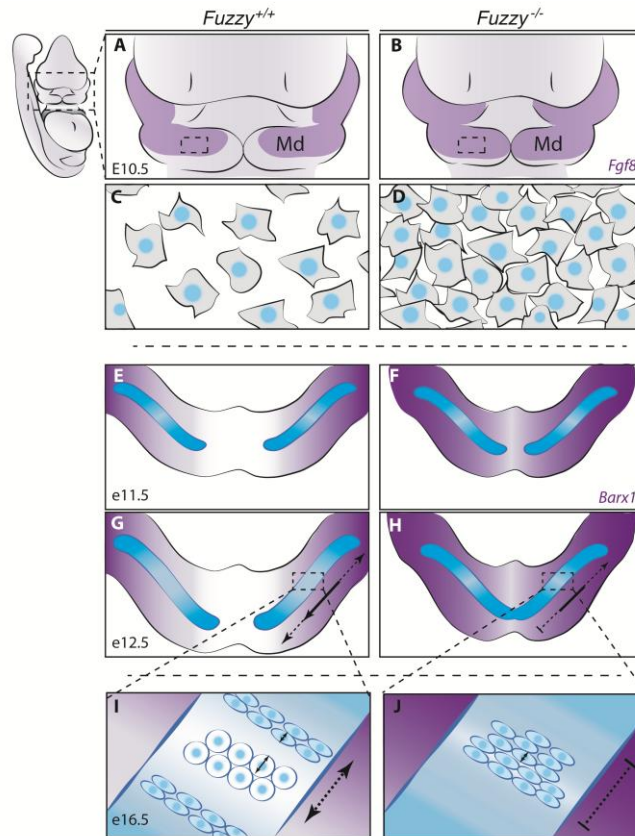 Fuzzy+/+ Fuzzy-/-
A B
Md Md
E10.5 Fgf8
C D
E F
e11.5 Barx1
G H
e12.5
I J
e16.5